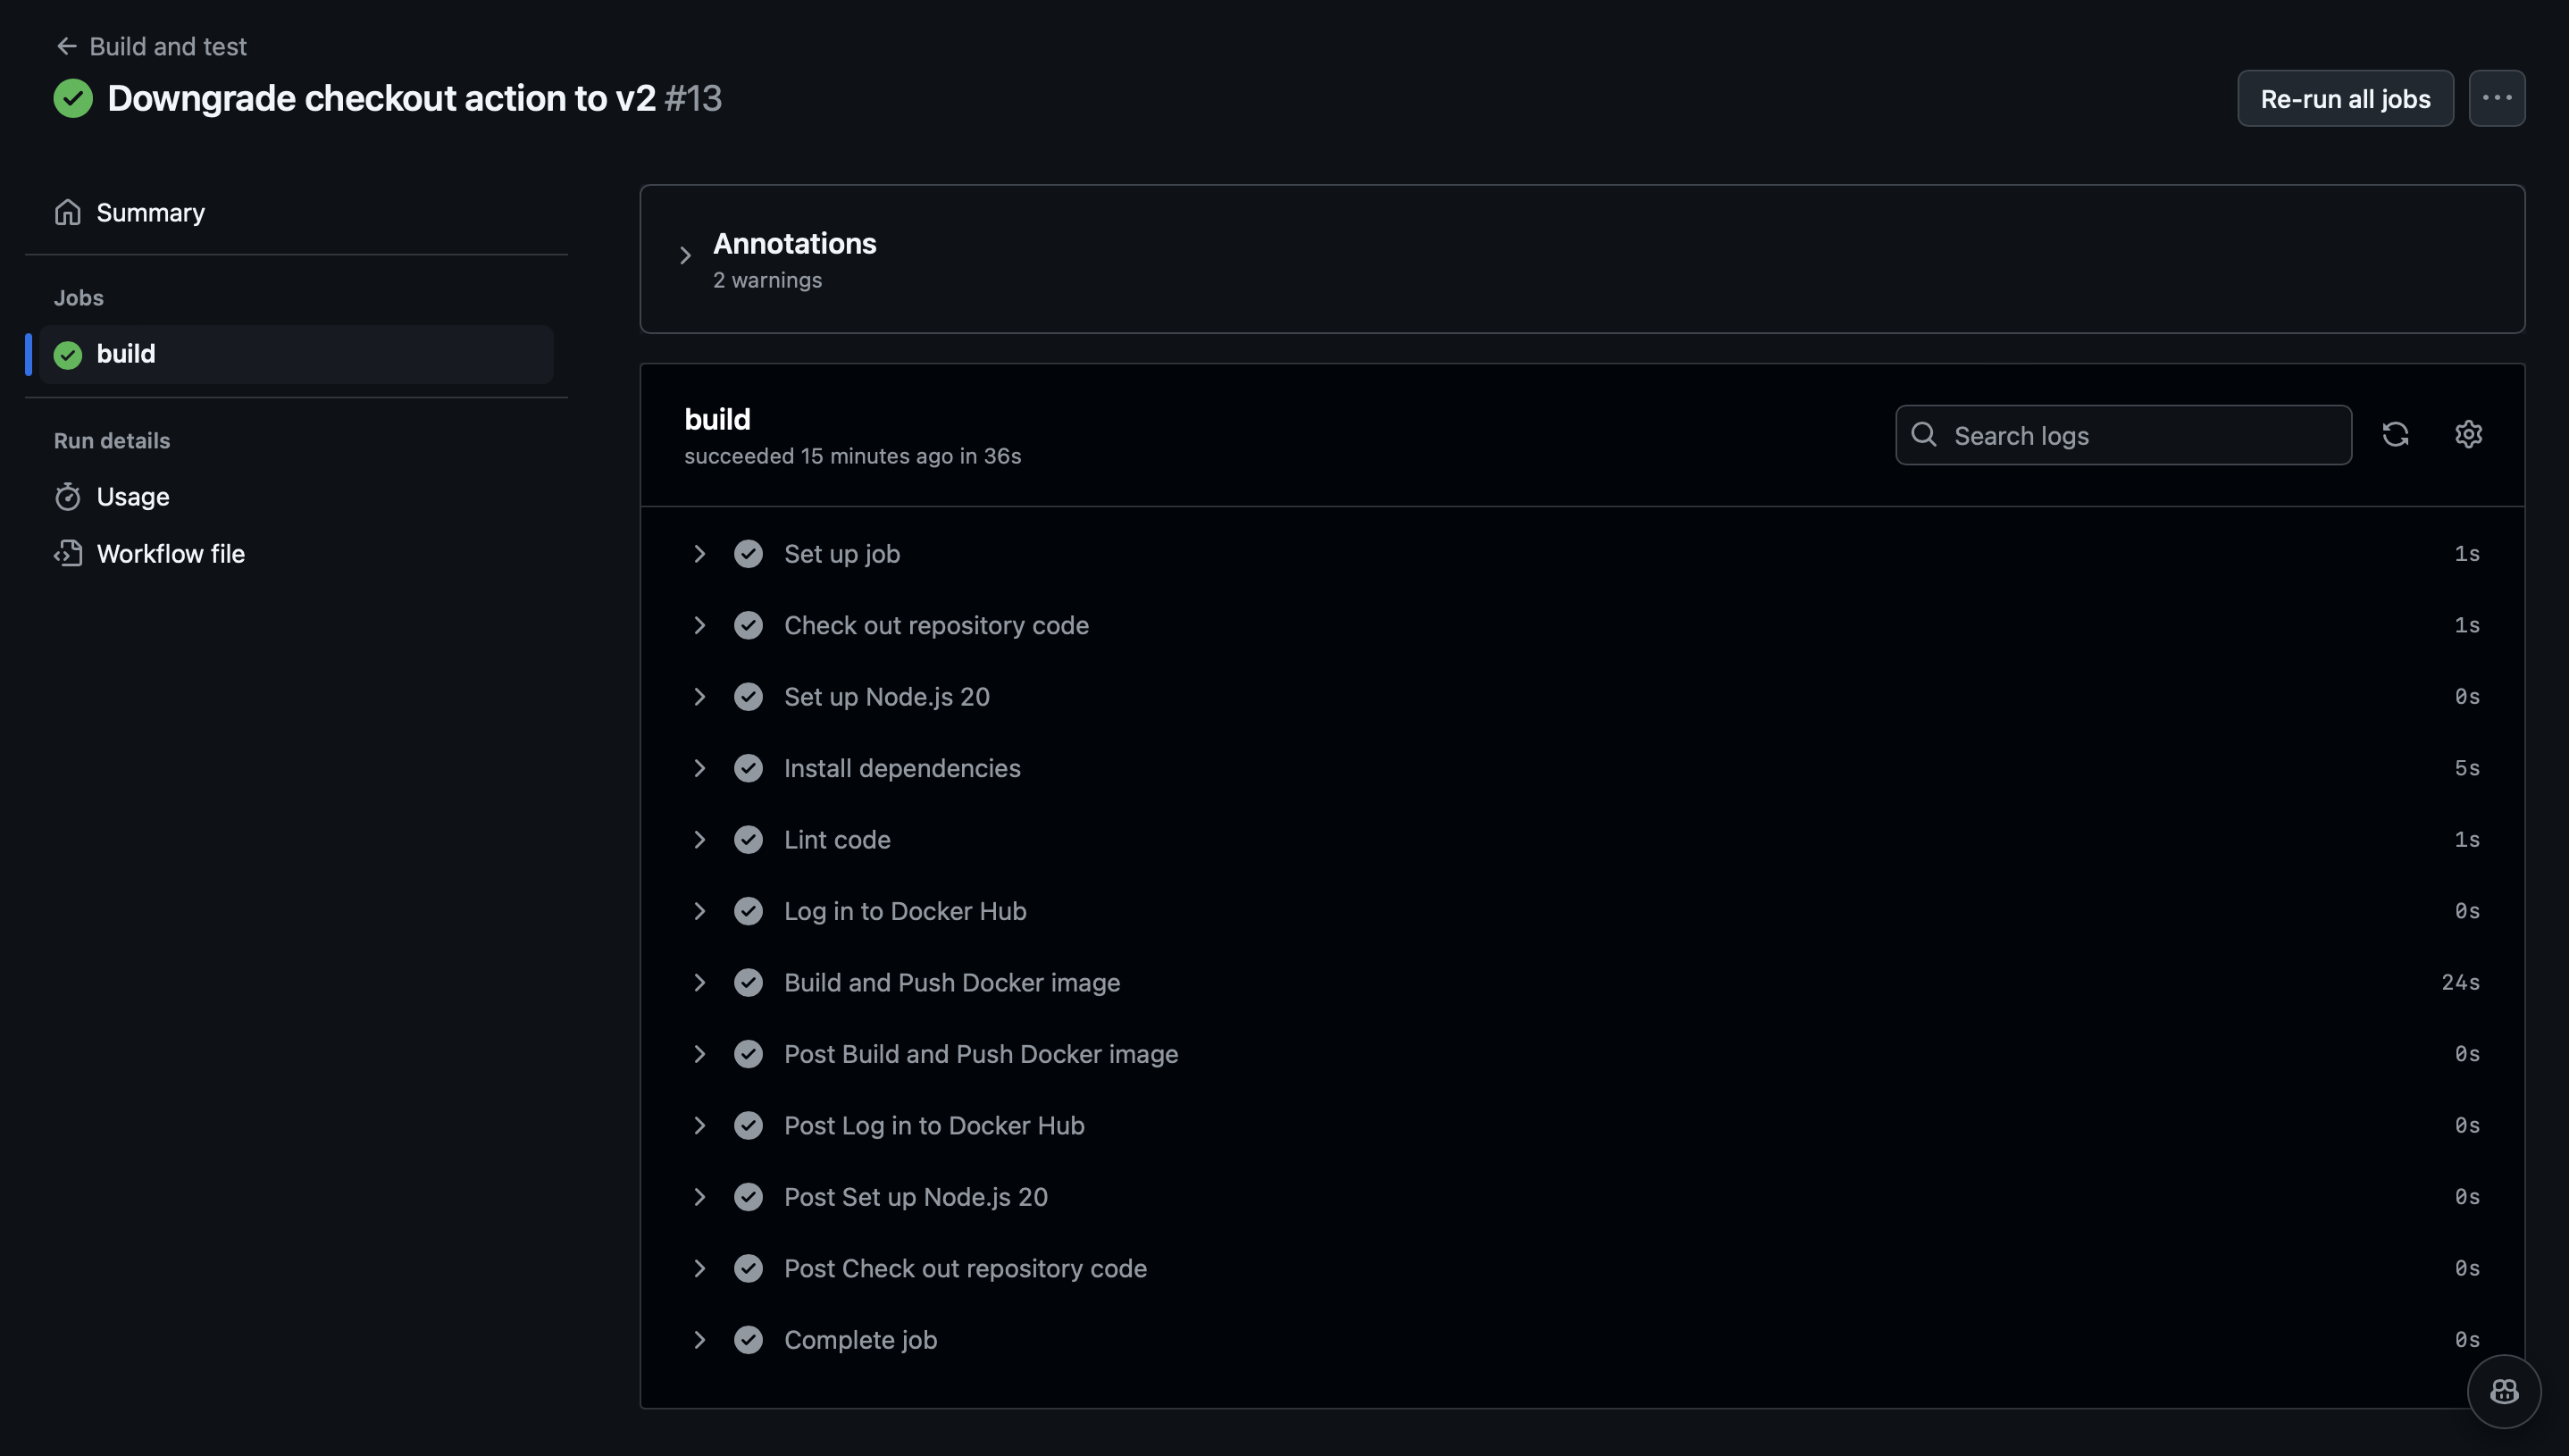 Build and test
Downgrade checkout action to v2 #13
Re-run all jobs
Summary
Jobs
build
Run details
Usage
Workflow file
Annotations
2 warnings
build
succeeded 15 minutes ago in 36s
Search logs
Set up job 1s
Check out repository code 1s
Set up Node.js 20 0s
Install dependencies 5s
Lint code 1s
Log in to Docker Hub 0s
Build and Push Docker image 24s
Post Build and Push Docker image 0s
Post Log in to Docker Hub 0s
Post Set up Node.js 20 0s
Post Check out repository code 0s
Complete job 0s